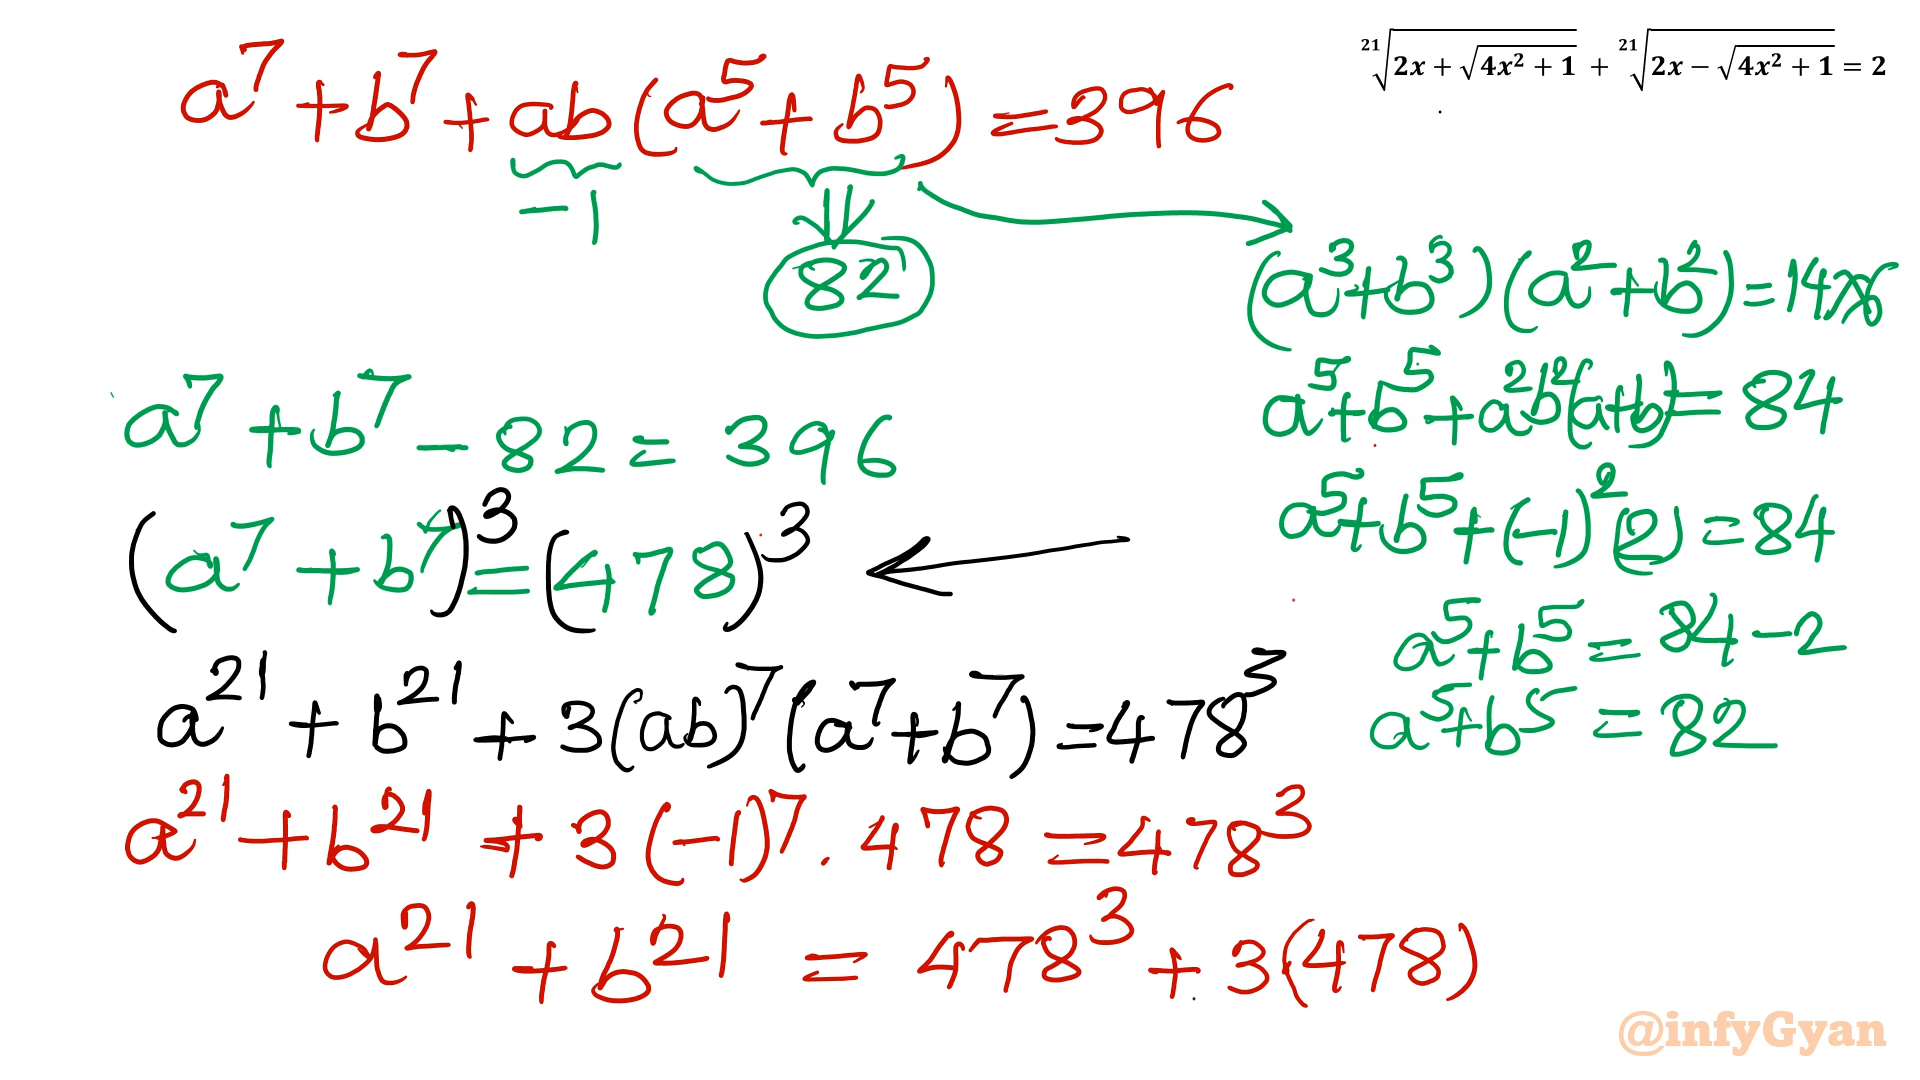 a⁷ + b⁷ + ab (a⁵ + b⁵) = 396
-1
82
a⁷ + b⁷ - 82 = 396
(a⁷ + b⁷)³ = (478)³
a²¹ + b²¹ + 3(ab)⁷ (a⁷ + b⁷) = 478³
a²¹ + b²¹ + 3 (-1)⁷ . 478 = 478³
a²¹ + b²¹ = 478³ + 3(478)
²¹√(2x + √(4x² + 1)) + ²¹√(2x − √(4x² + 1)) = 2
(a³+b³) (a²+b²) = 14×6
a⁵+b⁵+a²b²(a+b) = 84
a⁵+b⁵+(-1)²(2) = 84
a⁵+b⁵ = 84-2
a⁵+b⁵ = 82
@infyGyan